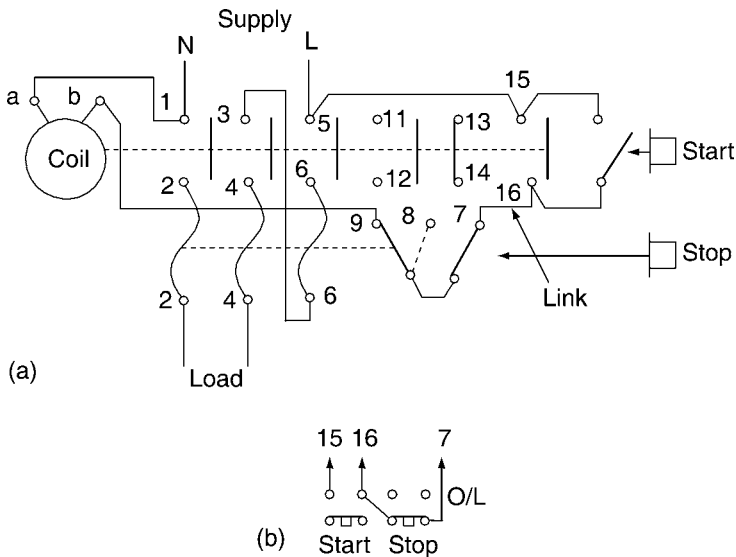 Supply
N L
a b 1 3 5 11 13 15
Coil
Start
2 4 6 12 14 16
9 8 7
Stop
2 4 6
Link
Load
(a)
15 16 7
O/L
(b) Start Stop